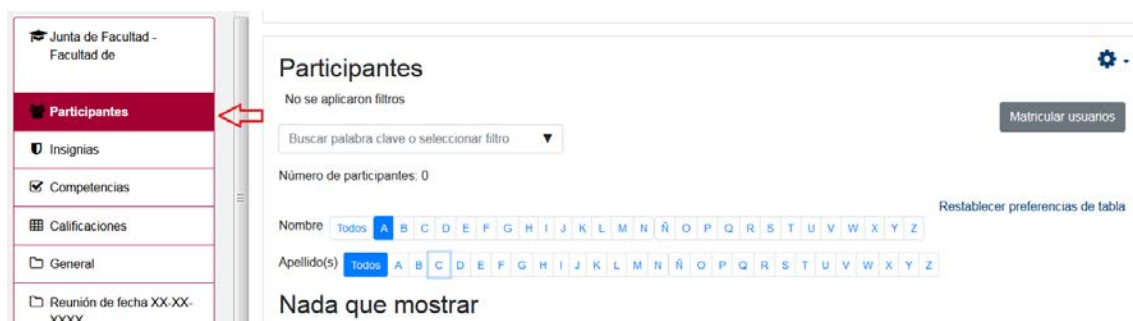 Junta de Facultad -
Facultad de
Participantes
Insignias
Competencias
Calificaciones
General
Reunión de fecha XX-XX-
XXXX
Participantes
No se aplicaron filtros
Matricular usuarios
Buscar palabra clave o seleccionar filtro
Número de participantes: 0
Restablecer preferencias de tabla
Nombre Todos A B C D E F G H I J K L M N Ñ O P Q R S T U V W X Y Z
Apellido(s) Todos A B C D E F G H I J K L M N Ñ O P Q R S T U V W X Y Z
Nada que mostrar